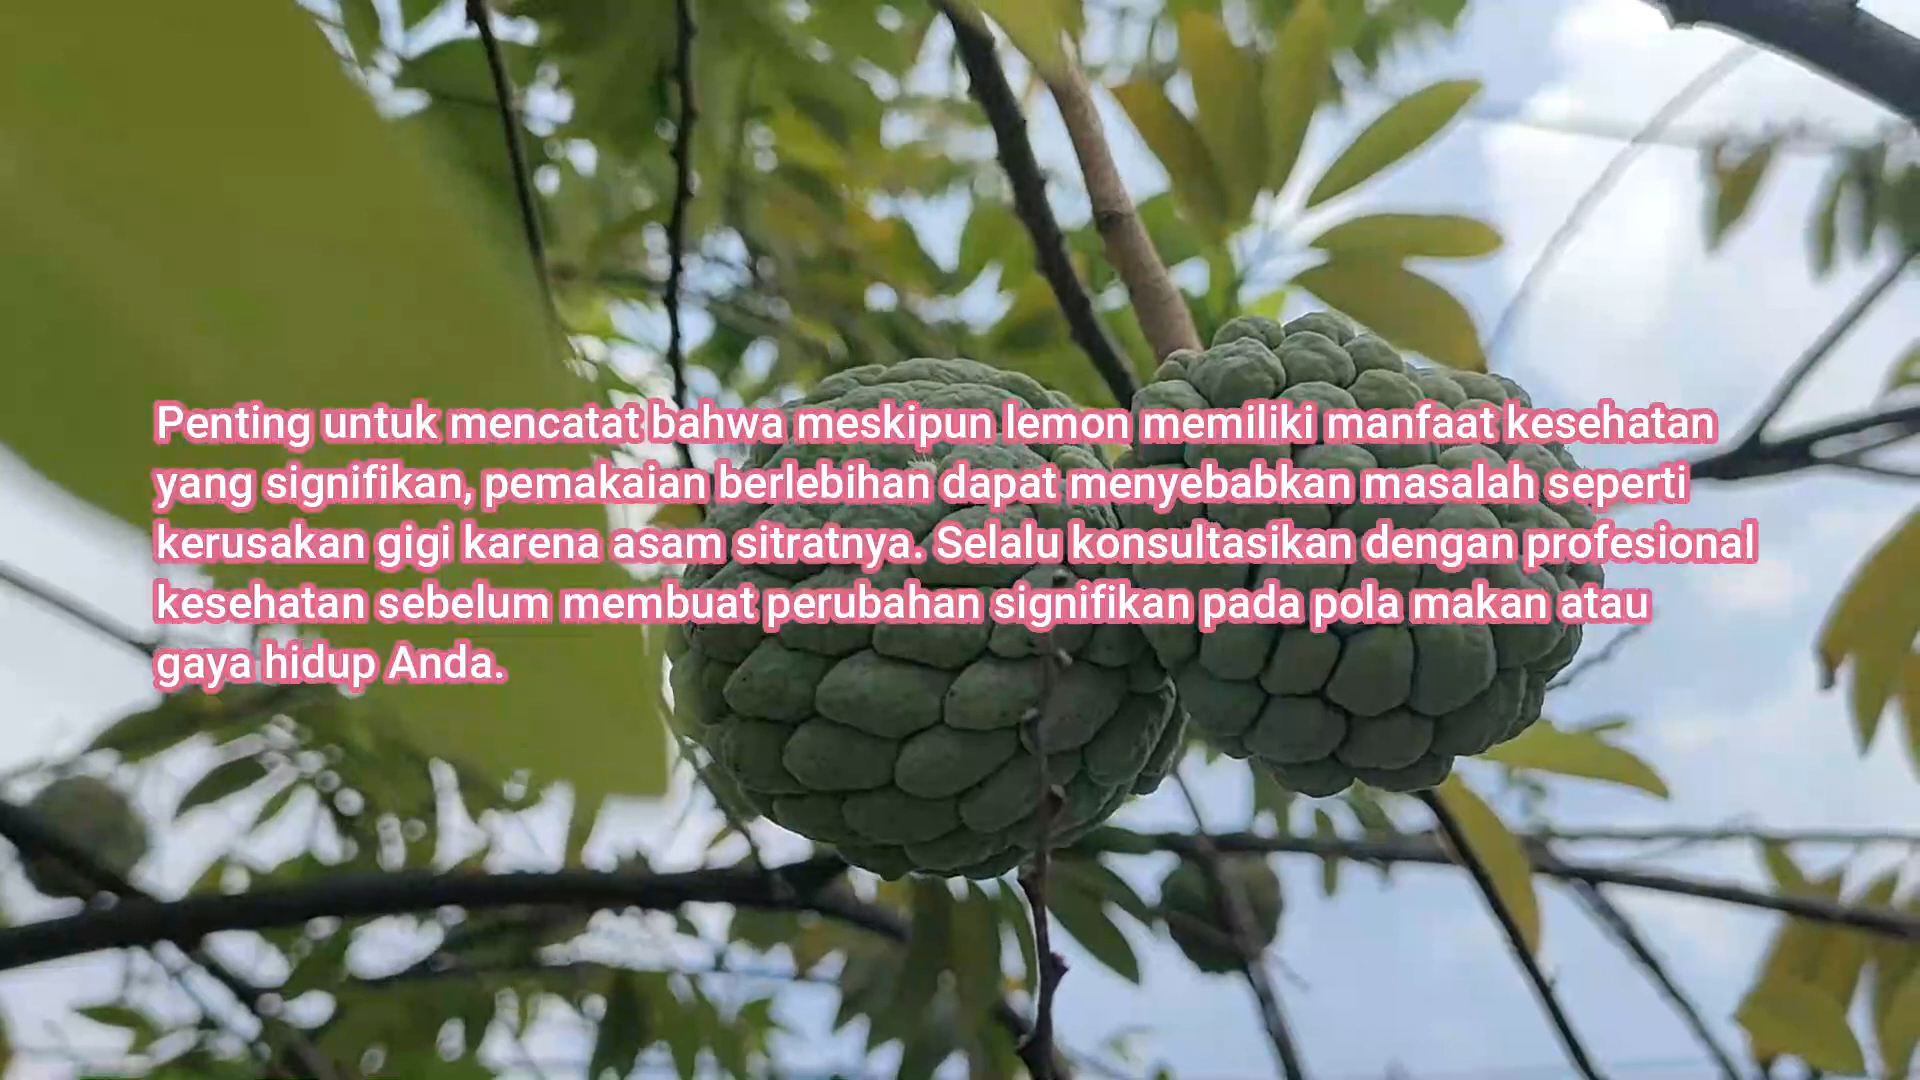 Penting untuk mencatat bahwa meskipun lemon memiliki manfaat kesehatan
yang signifikan, pemakaian berlebihan dapat menyebabkan masalah seperti
kerusakan gigi karena asam sitratnya. Selalu konsultasikan dengan profesional
kesehatan sebelum membuat perubahan signifikan pada pola makan atau
gaya hidup Anda.